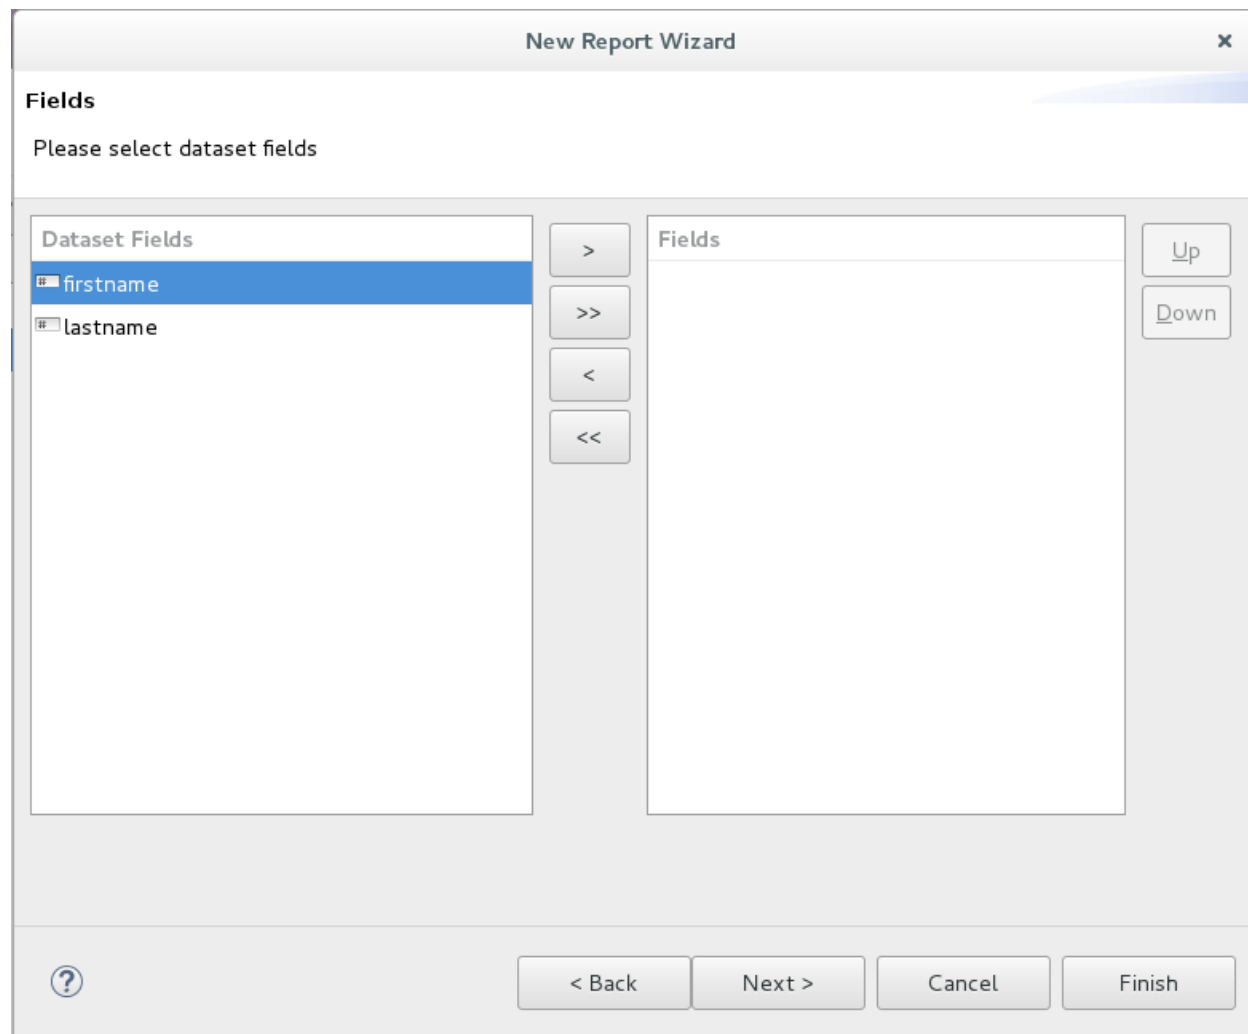 New Report Wizard
Fields
Please select dataset fields
Dataset Fields
firstname
lastname
>
>>
<
<<
Fields
Up
Down
?
< Back
Next >
Cancel
Finish